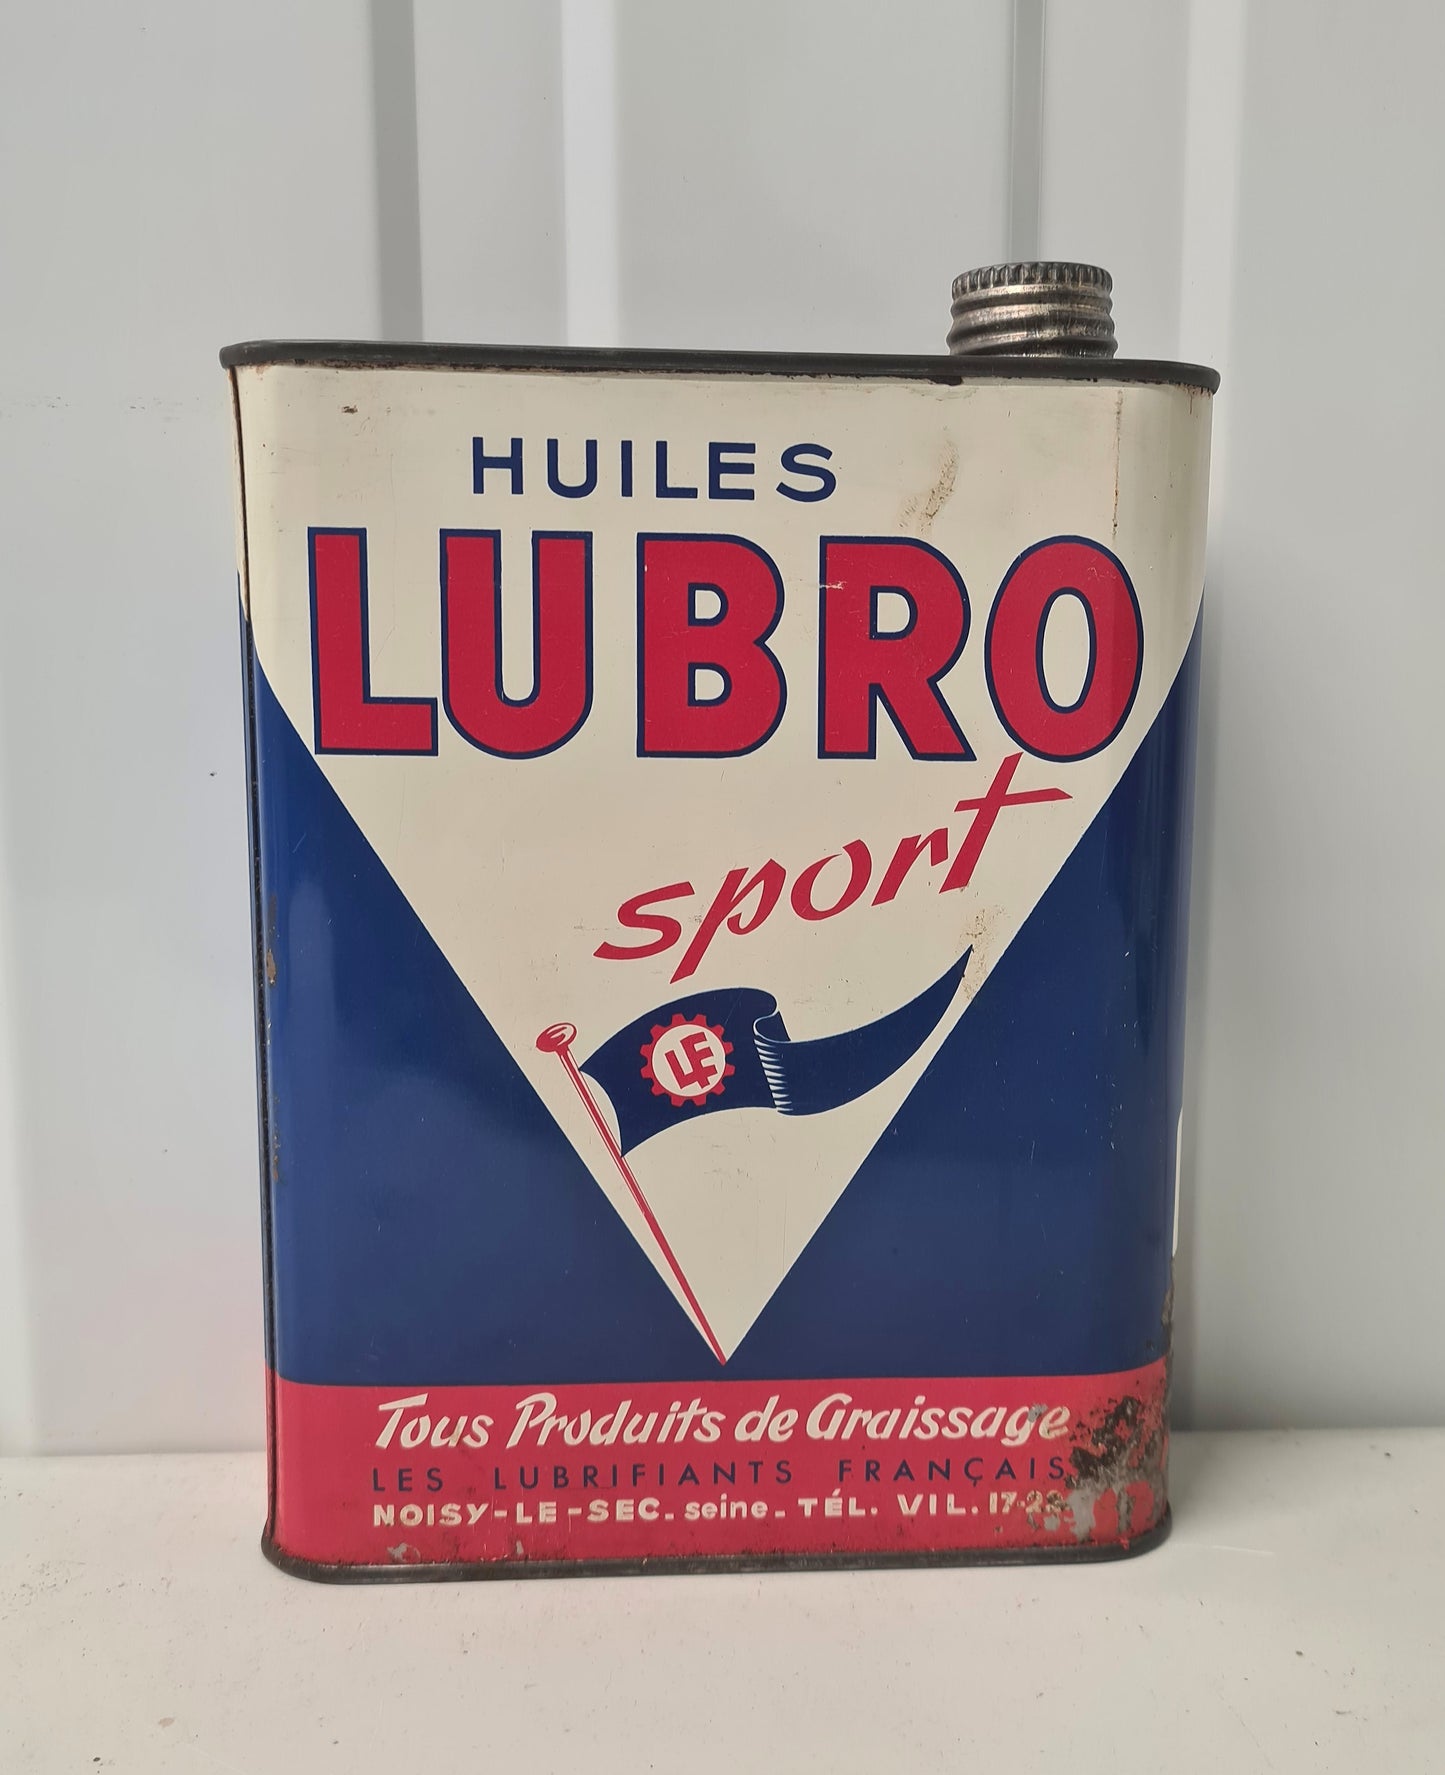 HUILES
LUBRO
sport
LF
Tous Produits de Graissage
LES LUBRIFIANTS FRANÇAIS
NOISY-LE-SEC. seine. TÉL. VIL.